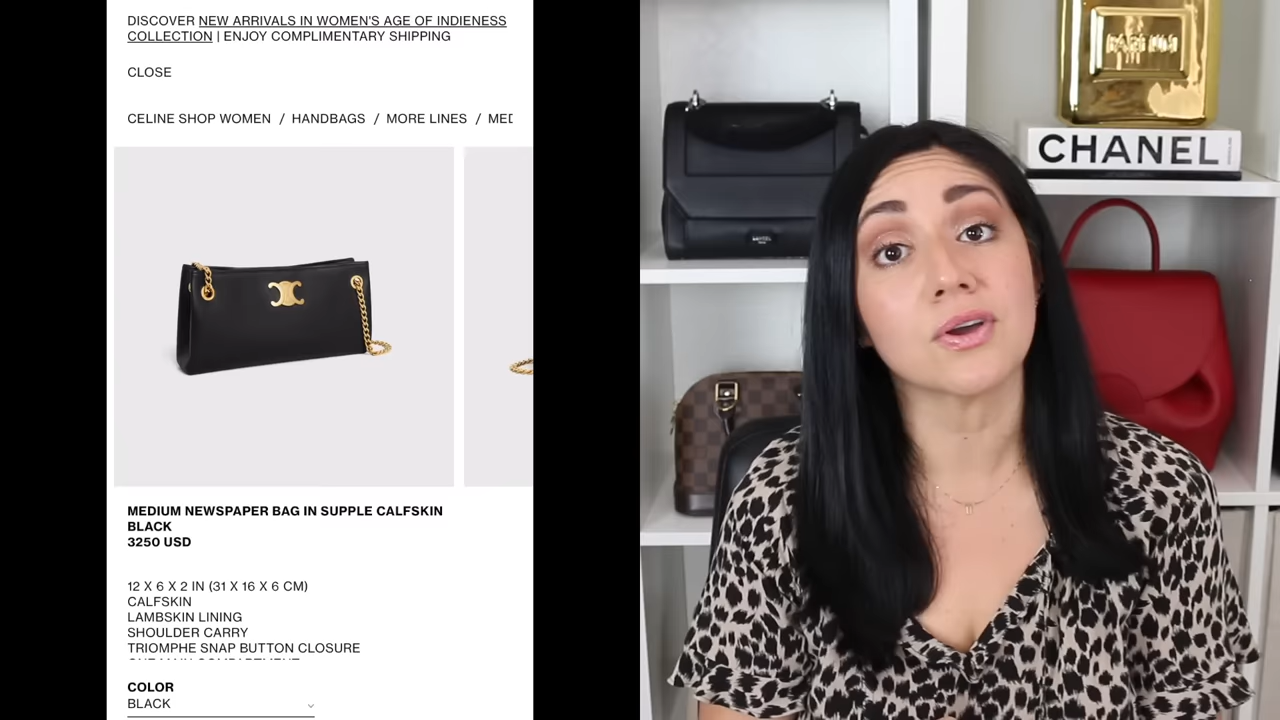 DISCOVER NEW ARRIVALS IN WOMEN'S AGE OF INDIENESS
COLLECTION | ENJOY COMPLIMENTARY SHIPPING
CLOSE
CELINE SHOP WOMEN / HANDBAGS / MORE LINES / MED
MEDIUM NEWSPAPER BAG IN SUPPLE CALFSKIN
BLACK
3250 USD
12 X 6 X 2 IN (31 X 16 X 6 CM)
CALFSKIN
LAMBSKIN LINING
SHOULDER CARRY
TRIOMPHE SNAP BUTTON CLOSURE
COLOR
BLACK
PARFUM
CHANEL